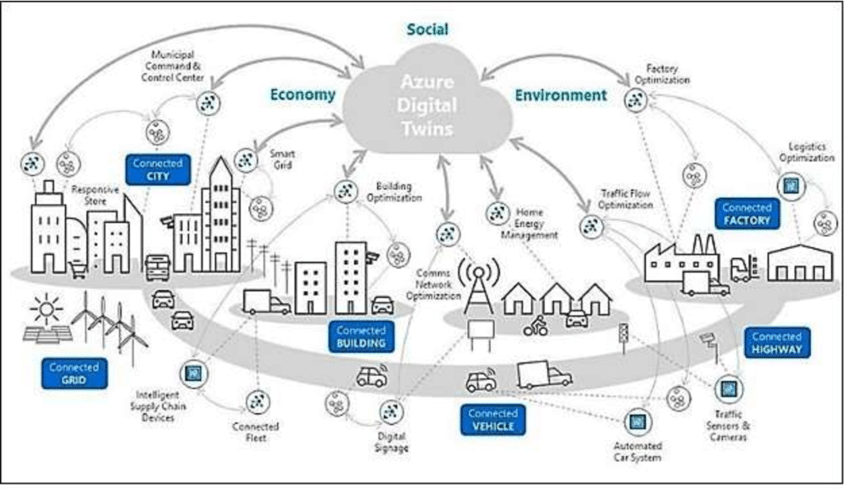 Social
Municipal
Command &
Control Center
Economy
Azure
Digital
Twins
Environment
Factory
Optimization
Connected
CITY
Smart
Grid
Logistics
Optimization
Responsive
Store
Building
Optimization
Home
Energy
Management
Traffic Flow
Optimization
Connected
FACTORY
Comms
Network
Optimization
Connected
BUILDING
Connected
HIGHWAY
Connected
GRID
Intelligent
Supply Chain
Devices
Connected
Fleet
Digital
Signage
Connected
VEHICLE
Automated
Car System
Traffic
Sensors &
Cameras